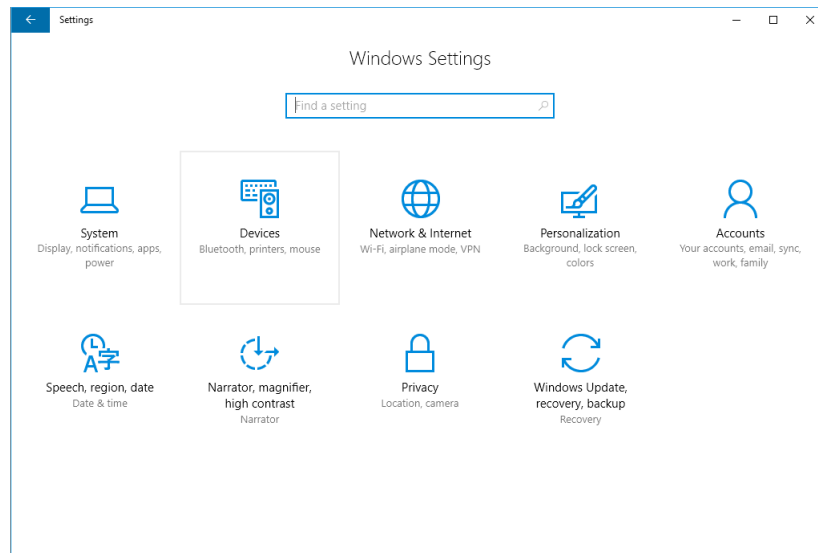 Settings
Windows Settings
Find a setting
System
Display, notifications, apps,
power
Devices
Bluetooth, printers, mouse
Network & Internet
Wi-Fi, airplane mode, VPN
Personalization
Background, lock screen,
colors
Accounts
Your accounts, email, sync,
work, family
A字
Speech, region, date
Date & time
Narrator, magnifier,
high contrast
Narrator
Privacy
Location, camera
Windows Update,
recovery, backup
Recovery